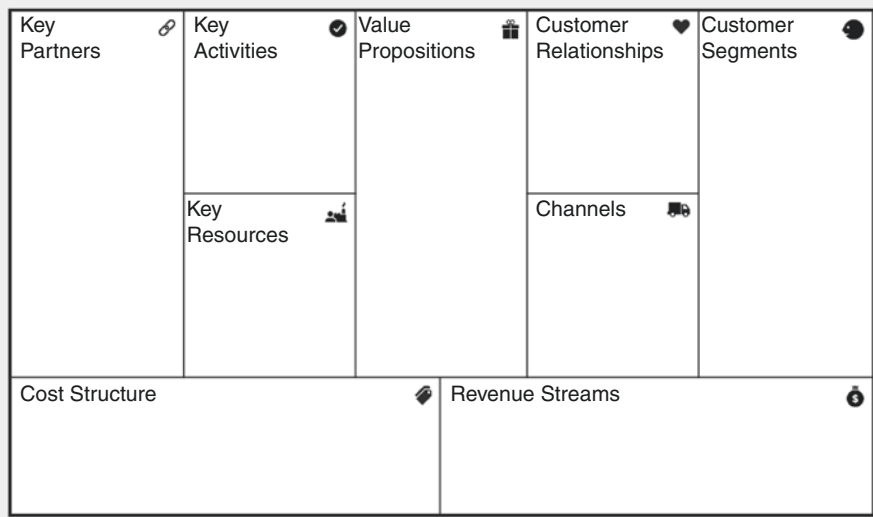 Key
Partners
Key
Activities
Value
Propositions
Customer
Relationships
Customer
Segments
Key
Resources
Channels
Cost Structure
Revenue Streams
$